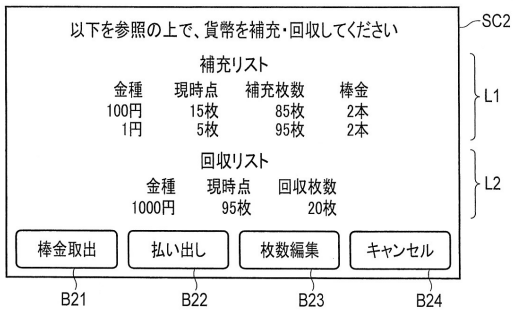 以下を参照の上で、貨幣を補充・回収してください
SC2
補充リスト
金種 現時点 補充枚数 棒金
100円 15枚 85枚 2本
1円 5枚 95枚 2本
L1
回収リスト
金種 現時点 回収枚数
1000円 95枚 20枚
L2
棒金取出 払い出し 枚数編集 キャンセル
B21 B22 B23 B24